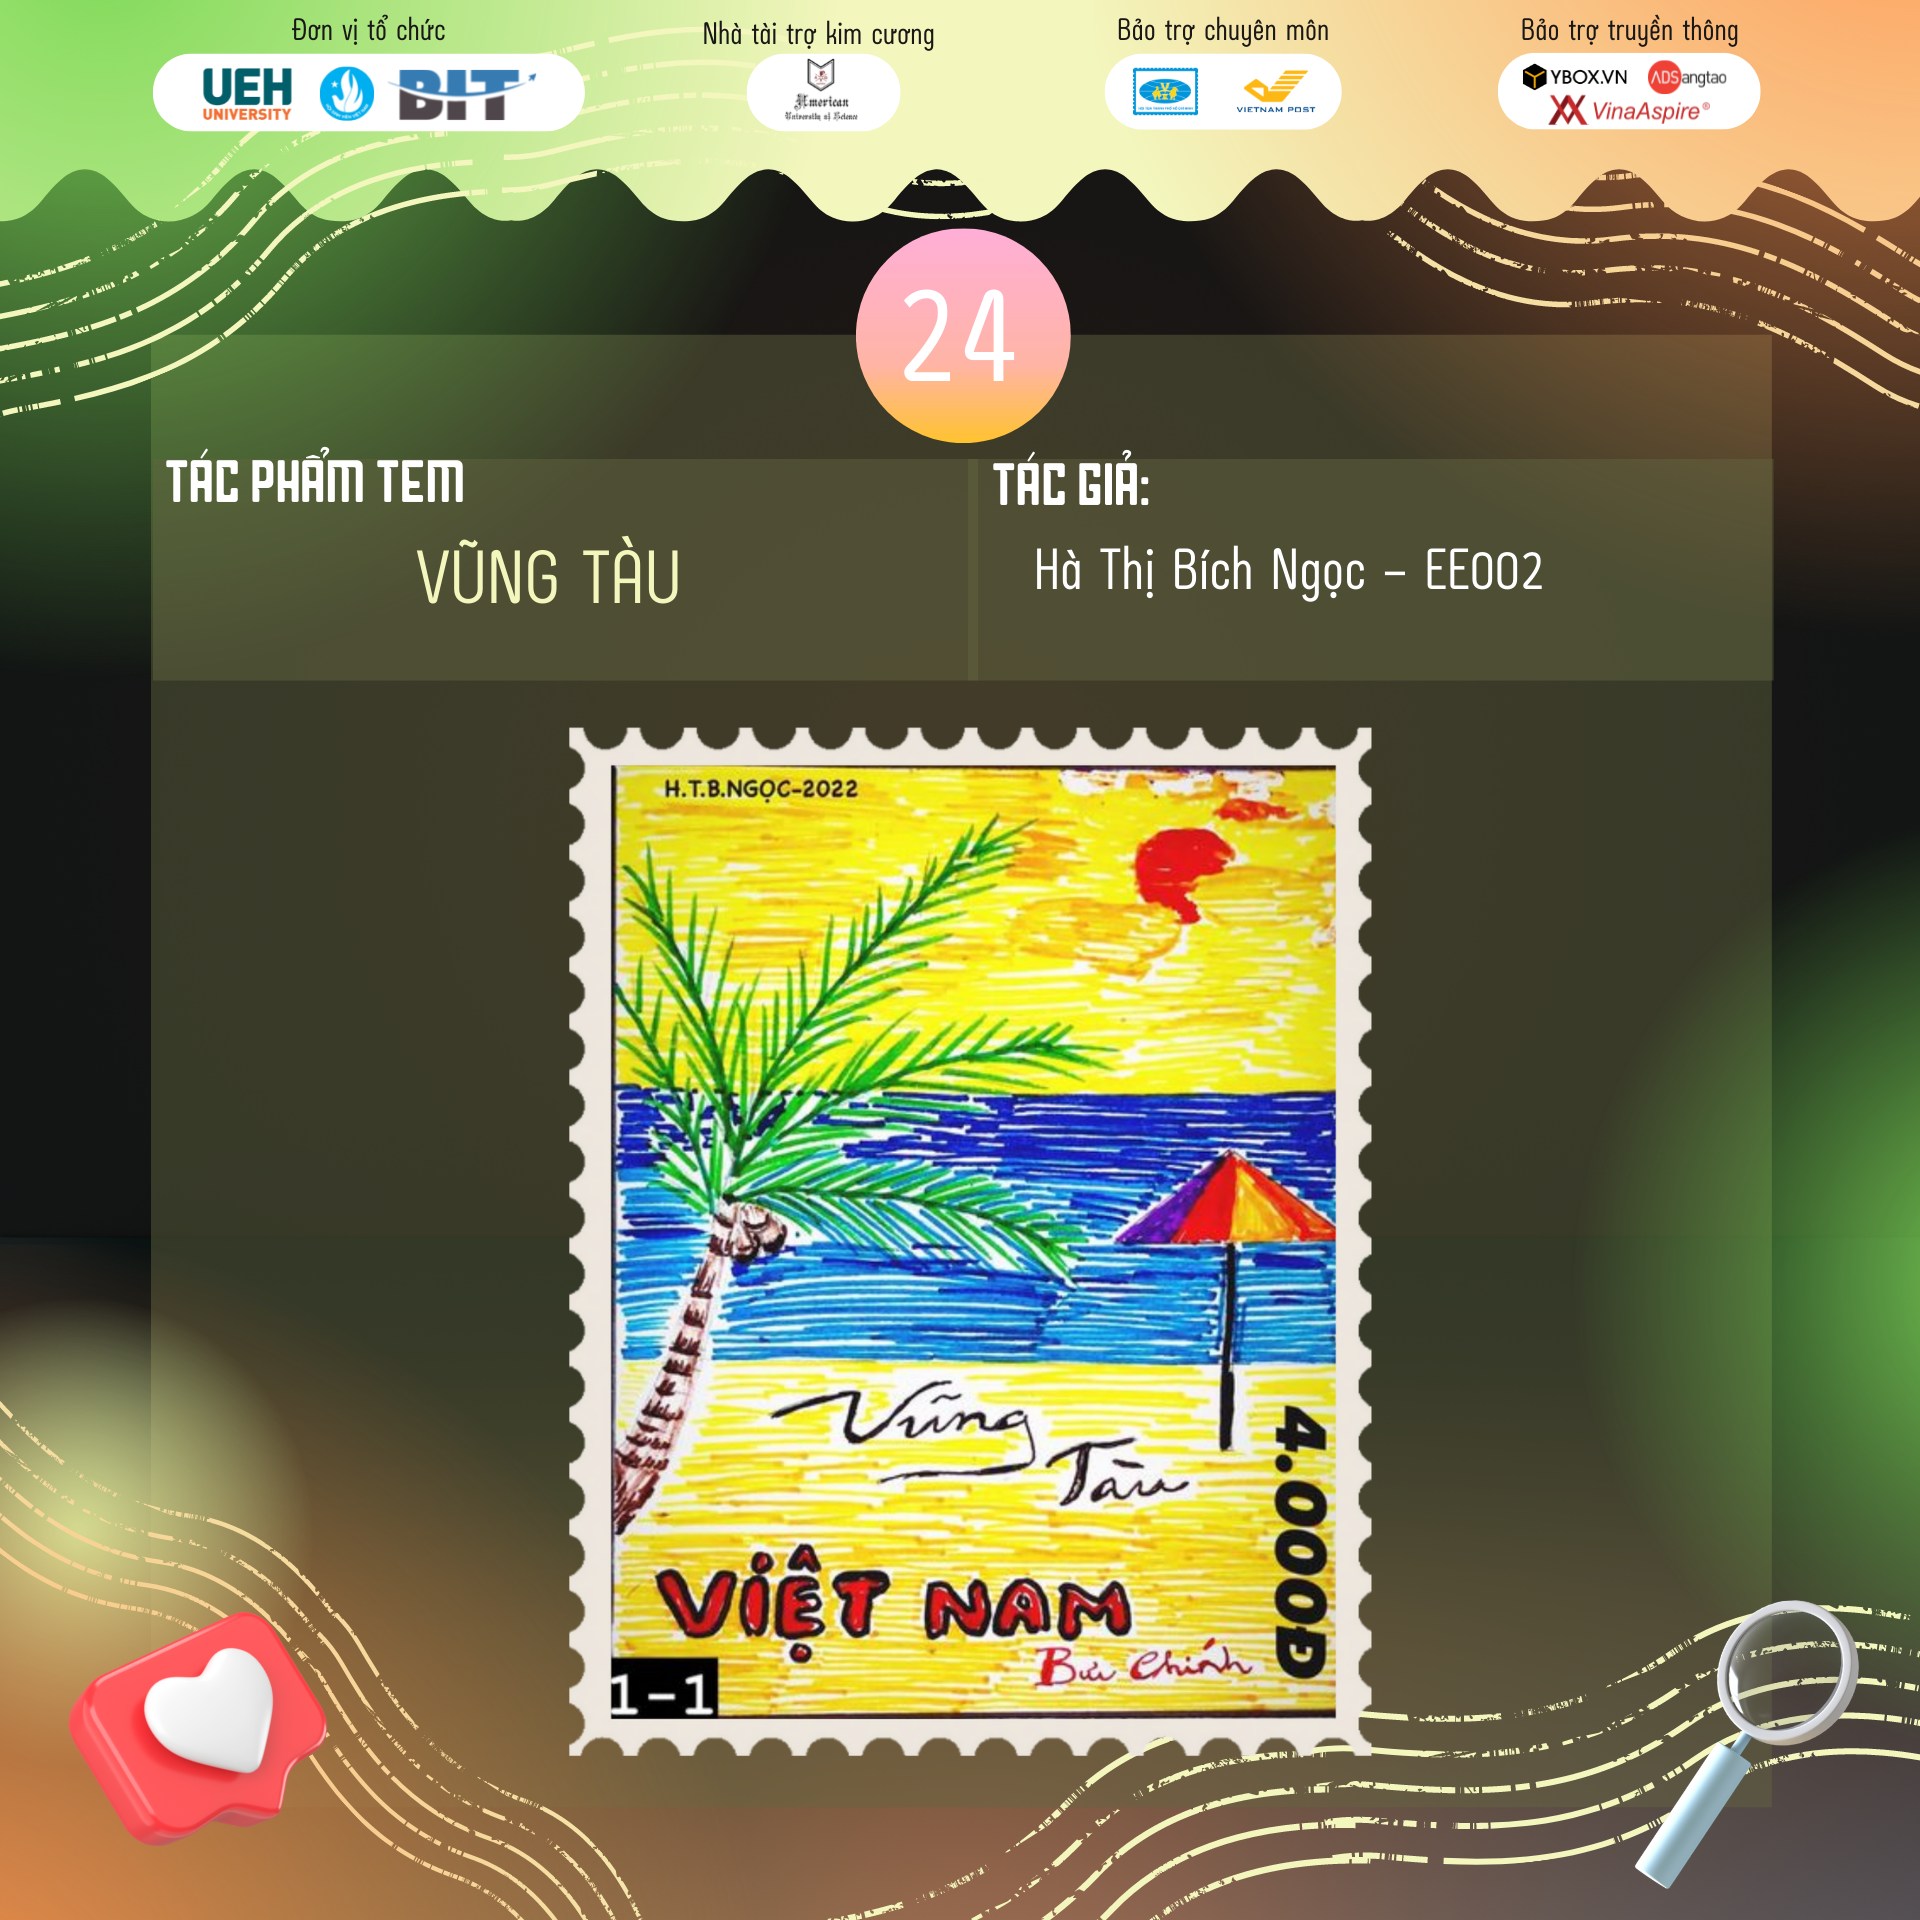 Đơn vị tổ chức
Nhà tài trợ kim cương
Bảo trợ chuyên môn
Bảo trợ truyền thông
UEH
UNIVERSITY
BIT
American
University of Science
VIETNAM POST
YBOX.VN
ADSangtao
VinaAspire®
24
TÁC PHẨM TEM
VŨNG TÀU
TÁC GIẢ:
Hà Thị Bích Ngọc – EE002
H.T.B.NGỌC-2022
Vũng
Tàu
4.000Đ
VIỆT NAM
Bưu Chính
1-1